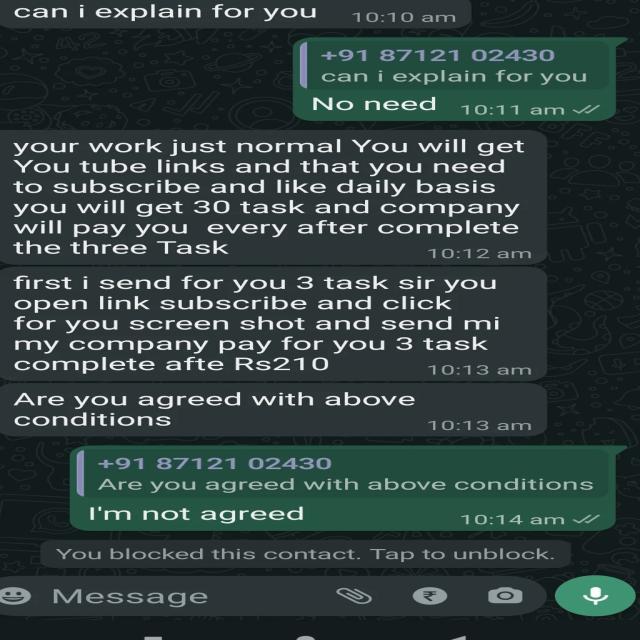 can i explain for you 10:10 am
+91 87121 02430
can i explain for you
No need 10:11 am
your work just normal You will get
You tube links and that you need
to subscribe and like daily basis
you will get 30 task and company
will pay you every after complete
the three Task 10:12 am
first i send for you 3 task sir you
open link subscribe and click
for you screen shot and send mi
my company pay for you 3 task
complete afte Rs210 10:13 am
Are you agreed with above
conditions 10:13 am
+91 87121 02430
Are you agreed with above conditions
I'm not agreed 10:14 am
You blocked this contact. Tap to unblock.
Message